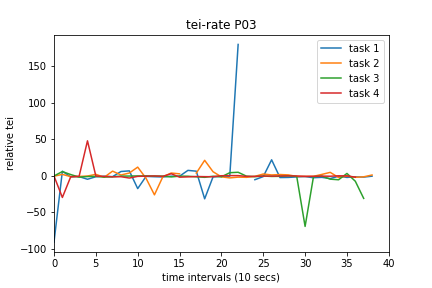 tei-rate P03
relative tei
150
100
50
0
−50
−100
task 1
task 2
task 3
task 4
0 5 10 15 20 25 30 35 40
time intervals (10 secs)